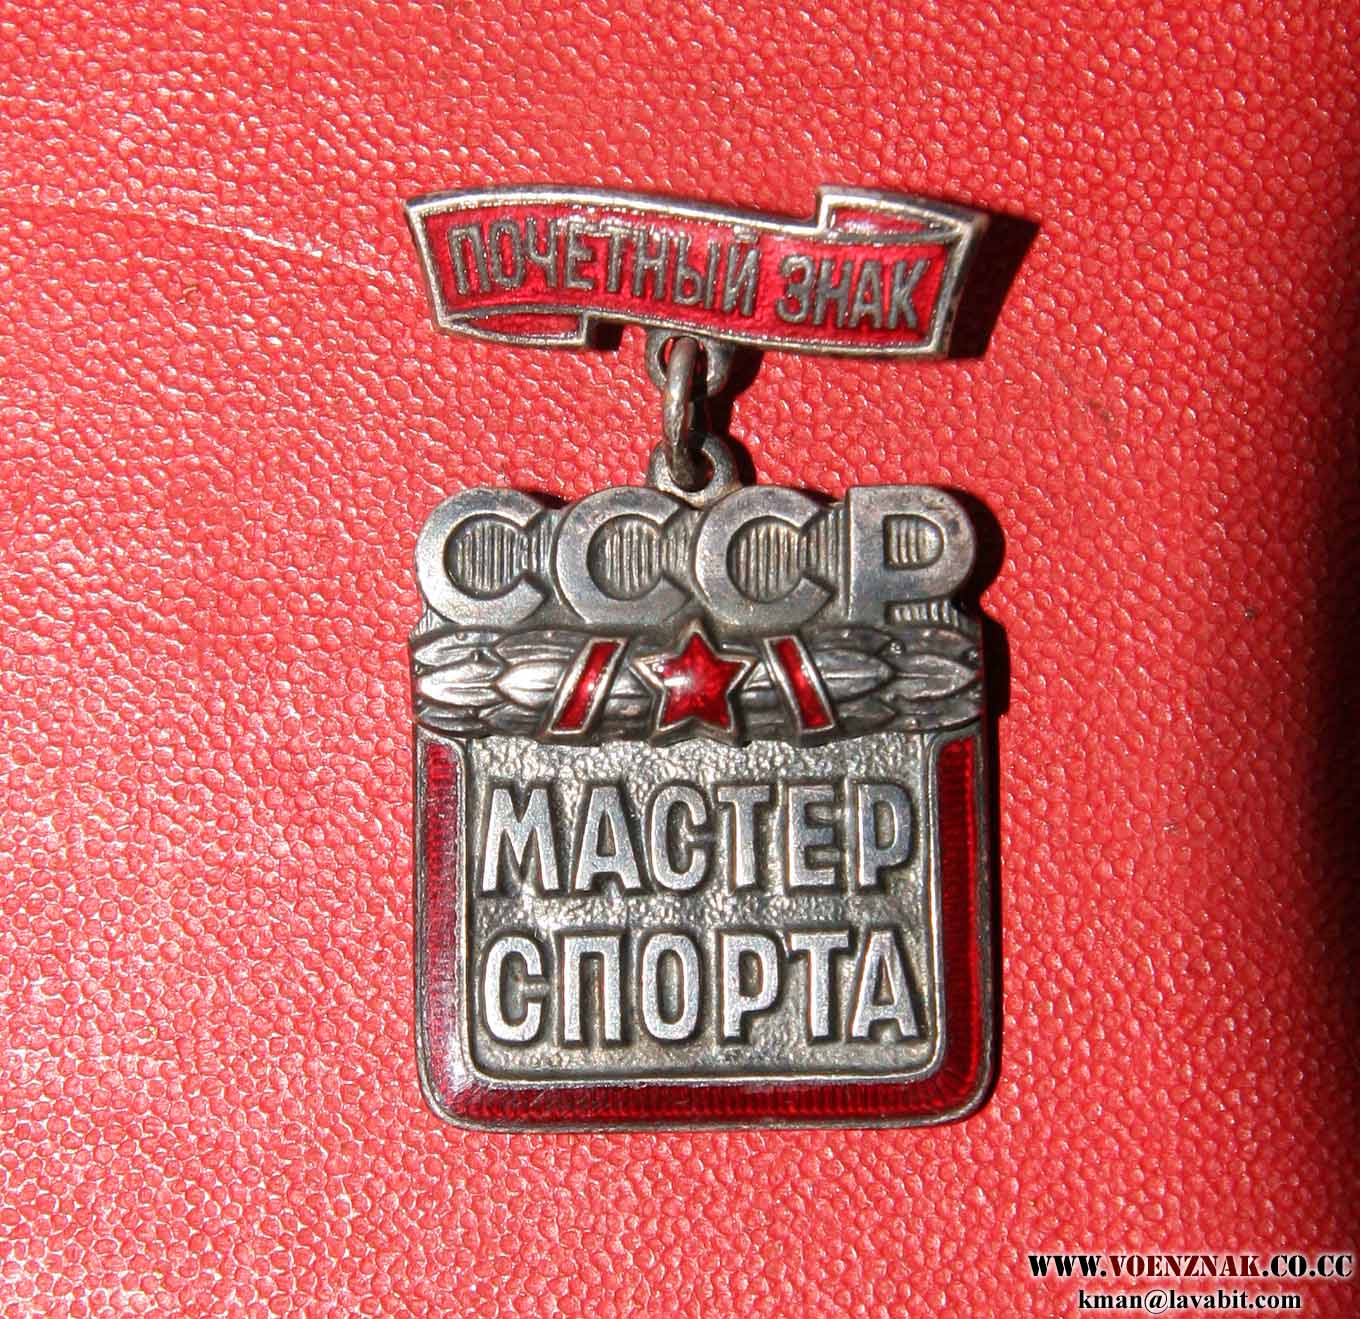 ПОЧЕТНЫЙ ЗНАК
СССР
МАСТЕР
СПОРТА
www.VOENZNAK.CO.CC
kman@lavabit.com